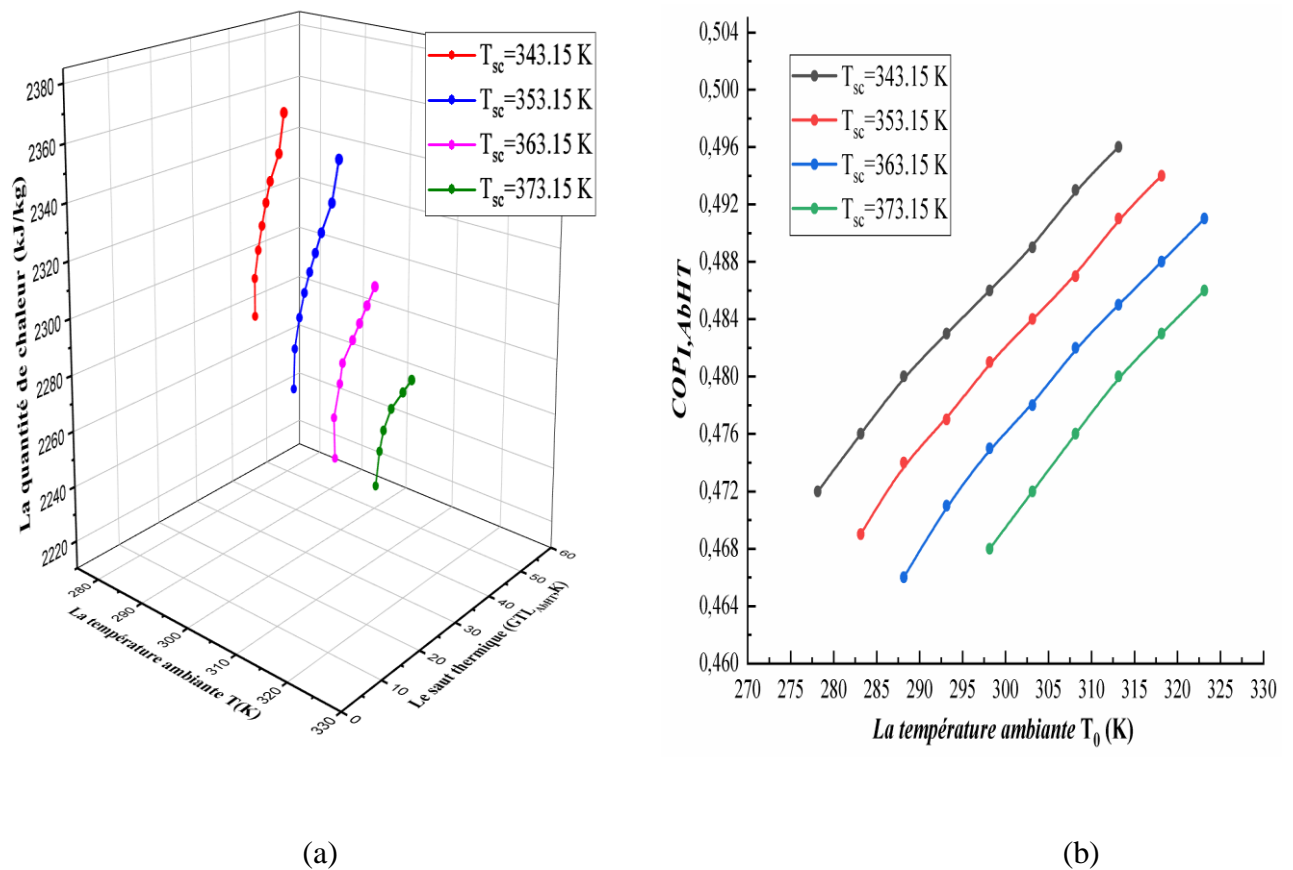 T_sc=343.15 K
T_sc=353.15 K
T_sc=363.15 K
T_sc=373.15 K
La quantité de chaleur (kJ/kg)
2380
2360
2340
2320
2300
2280
2260
2240
2220
280
290
300
310
320
330
La température ambiante T(K)
0
10
20
30
40
50
60
Le saut thermique (GTL_AbHT,K)
(a)
T_sc=343.15 K
T_sc=353.15 K
T_sc=363.15 K
T_sc=373.15 K
COP_I,AbHT
0,504
0,500
0,496
0,492
0,488
0,484
0,480
0,476
0,472
0,468
0,464
0,460
270 275 280 285 290 295 300 305 310 315 320 325 330
La température ambiante T_0 (K)
(b)